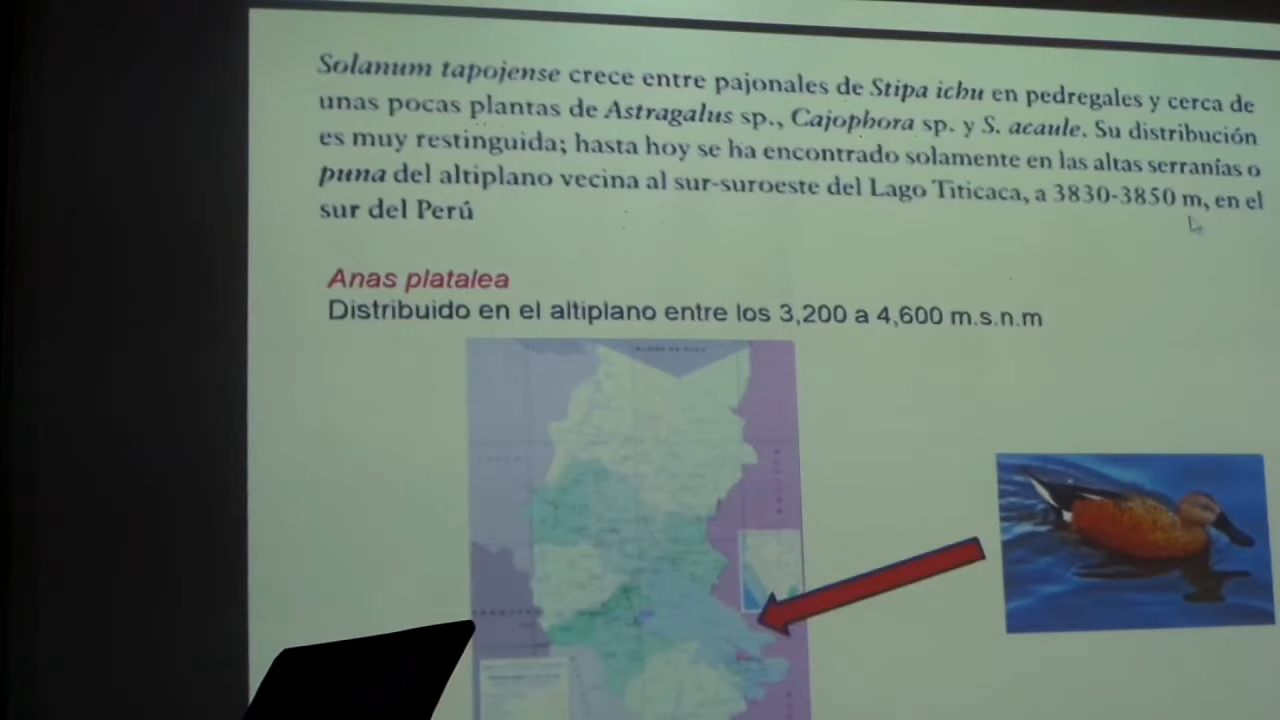 Solanum tapojense crece entre pajonales de Stipa ichu en pedregales y cerca de
unas pocas plantas de Astragalus sp., Cajophora sp. y S. acaule. Su distribución
es muy restinguida; hasta hoy se ha encontrado solamente en las altas serranías o
puna del altiplano vecina al sur-suroeste del Lago Titicaca, a 3830-3850 m, en el
sur del Perú
Anas platalea
Distribuido en el altiplano entre los 3,200 a 4,600 m.s.n.m